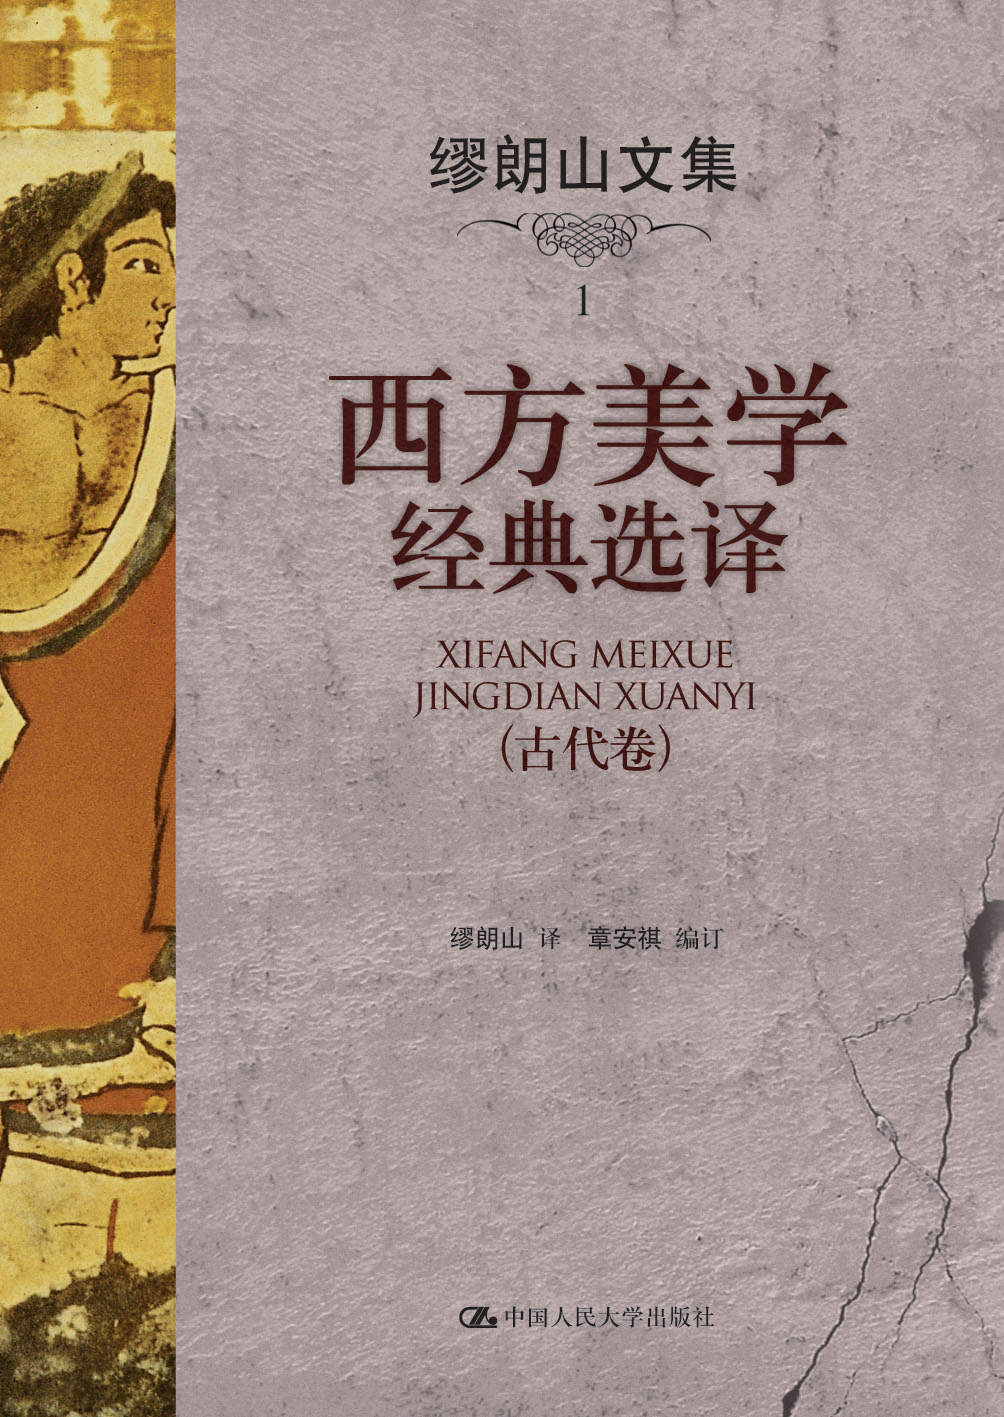 缪朗山文集
1
西方美学
经典选译
XIFANG MEIXUE
JINGDIAN XUANYI
(古代卷)
缪朗山 译 章安祺 编订
中国人民大学出版社